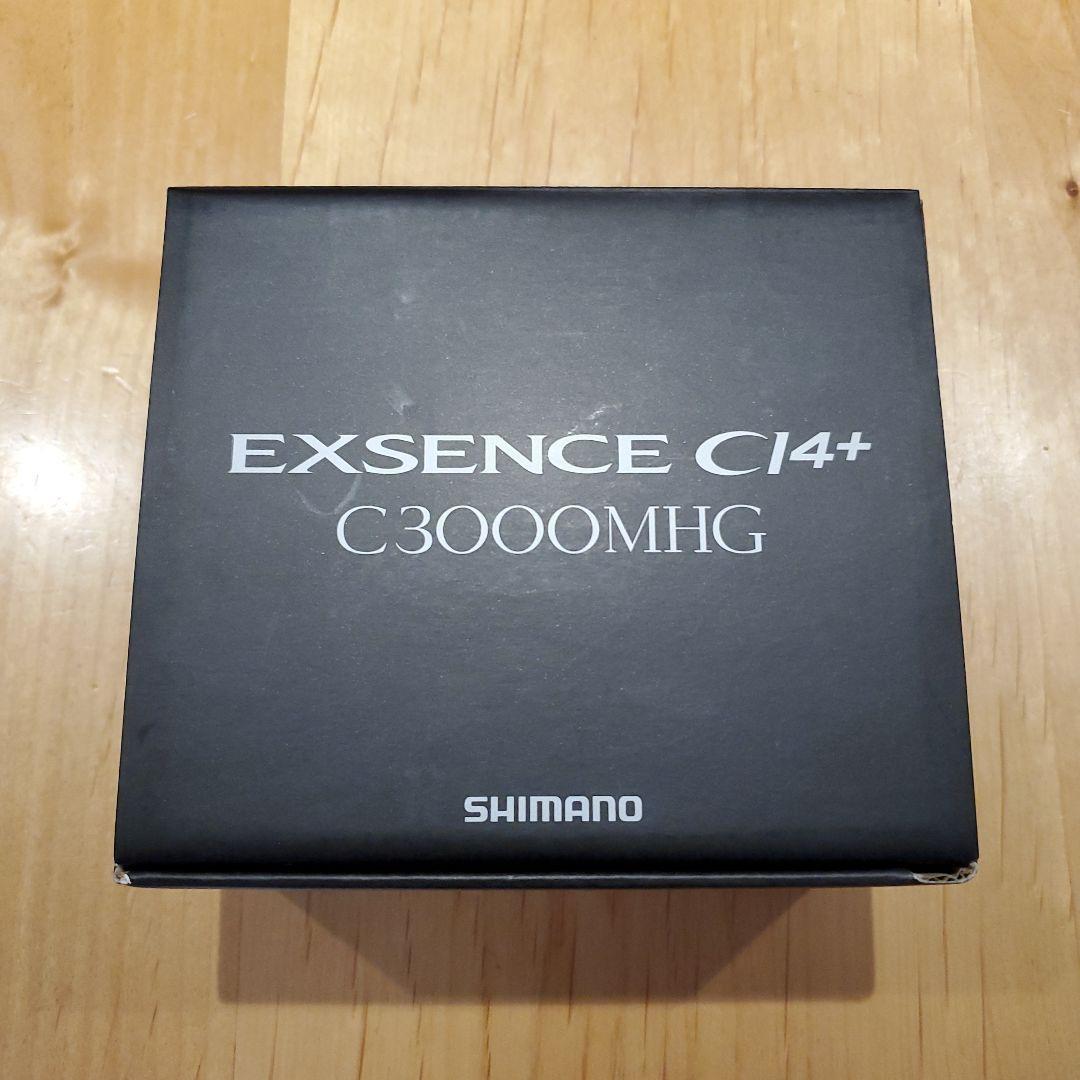 EXSENCE CI4+
C3000MHG
SHIMANO